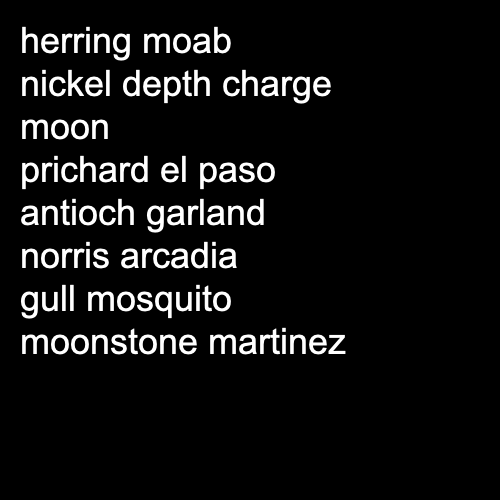 herring moab
nickel depth charge
moon
prichard el paso
antioch garland
norris arcadia
gull mosquito
moonstone martinez